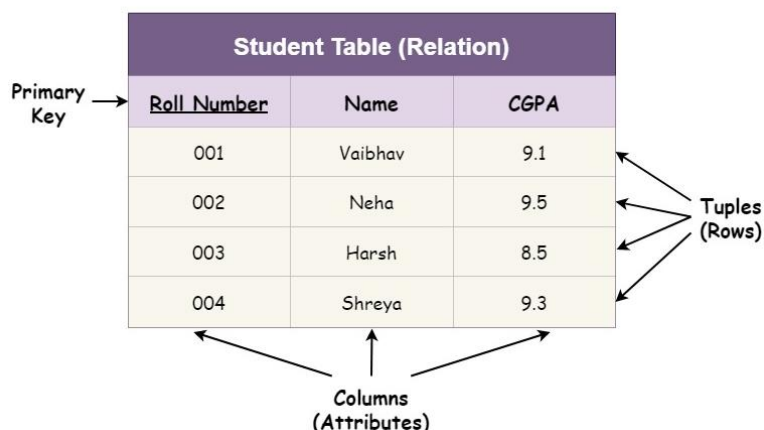 Student Table (Relation)
Primary
Key
Roll Number Name CGPA
001 Vaibhav 9.1
002 Neha 9.5
003 Harsh 8.5
004 Shreya 9.3
Tuples
(Rows)
Columns
(Attributes)